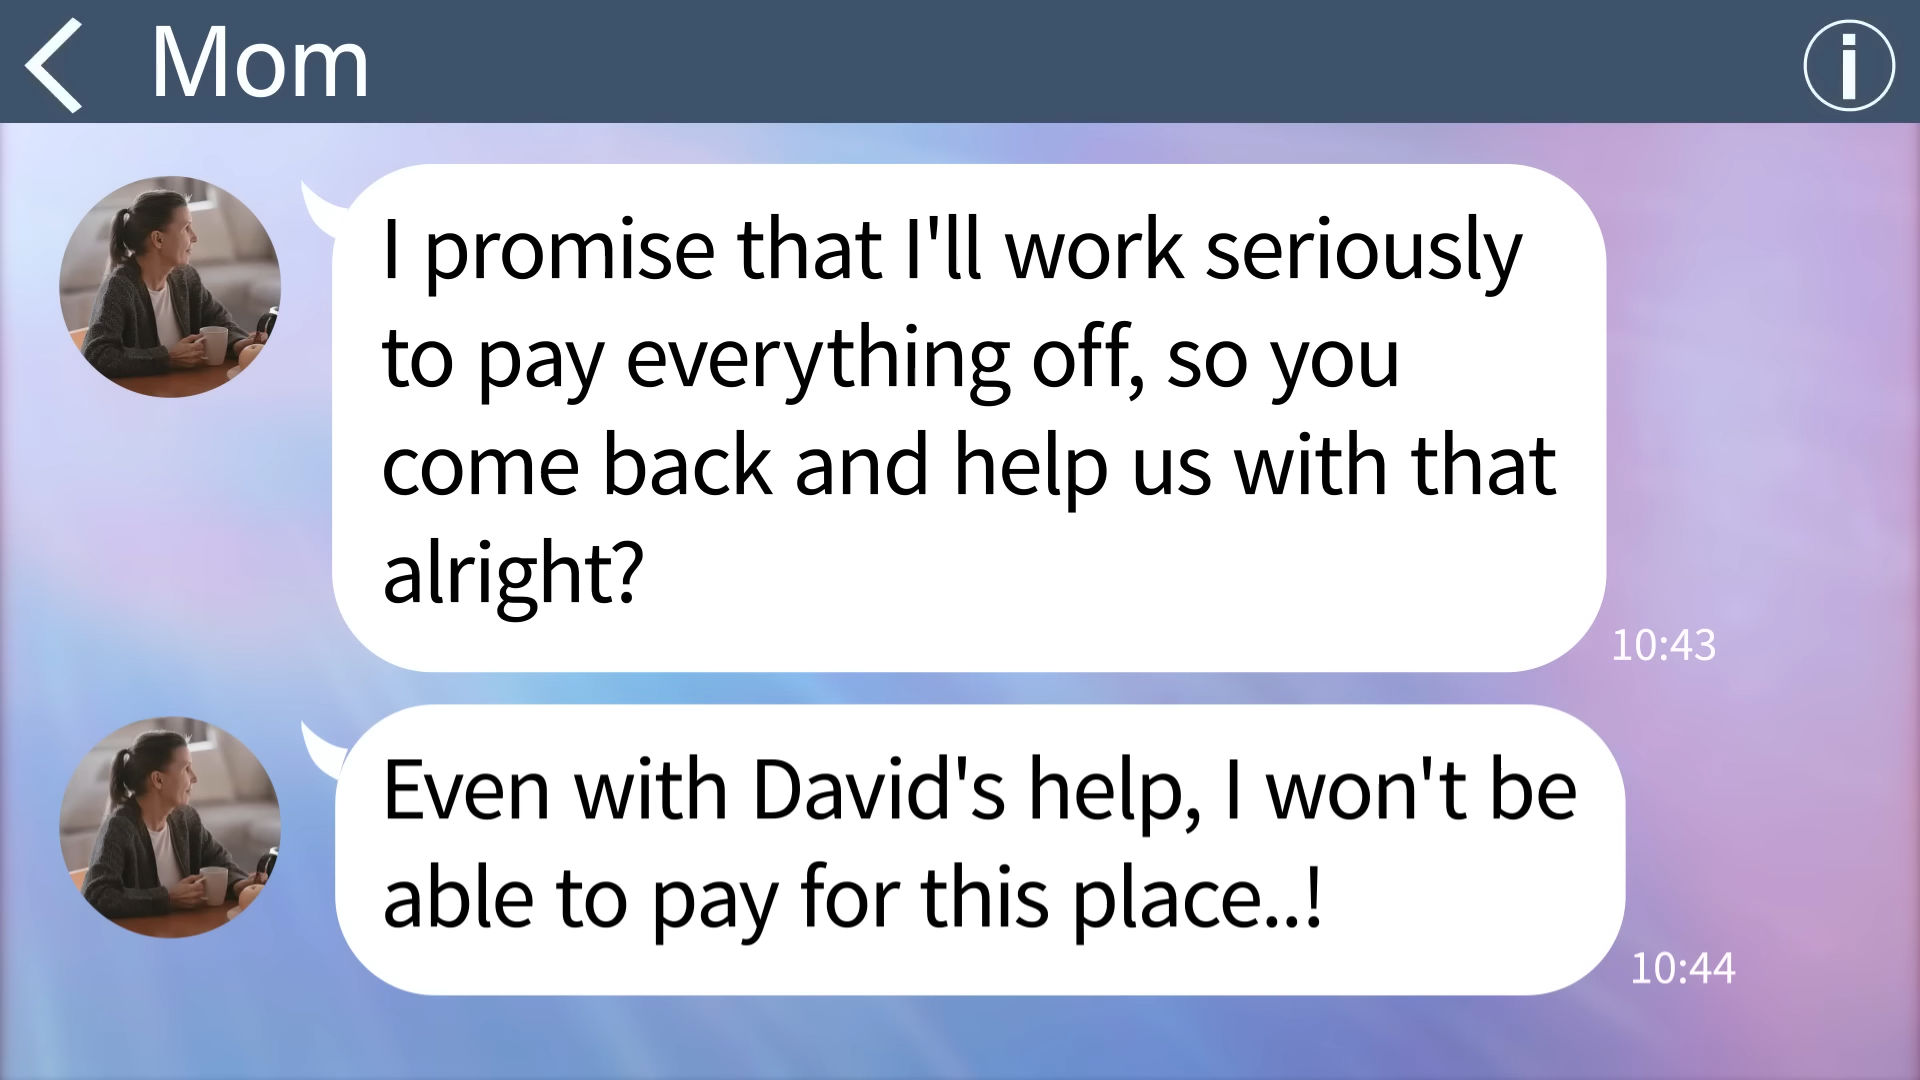 Mom
I promise that I'll work seriously
to pay everything off, so you
come back and help us with that
alright?
10:43
Even with David's help, I won't be
able to pay for this place..!
10:44